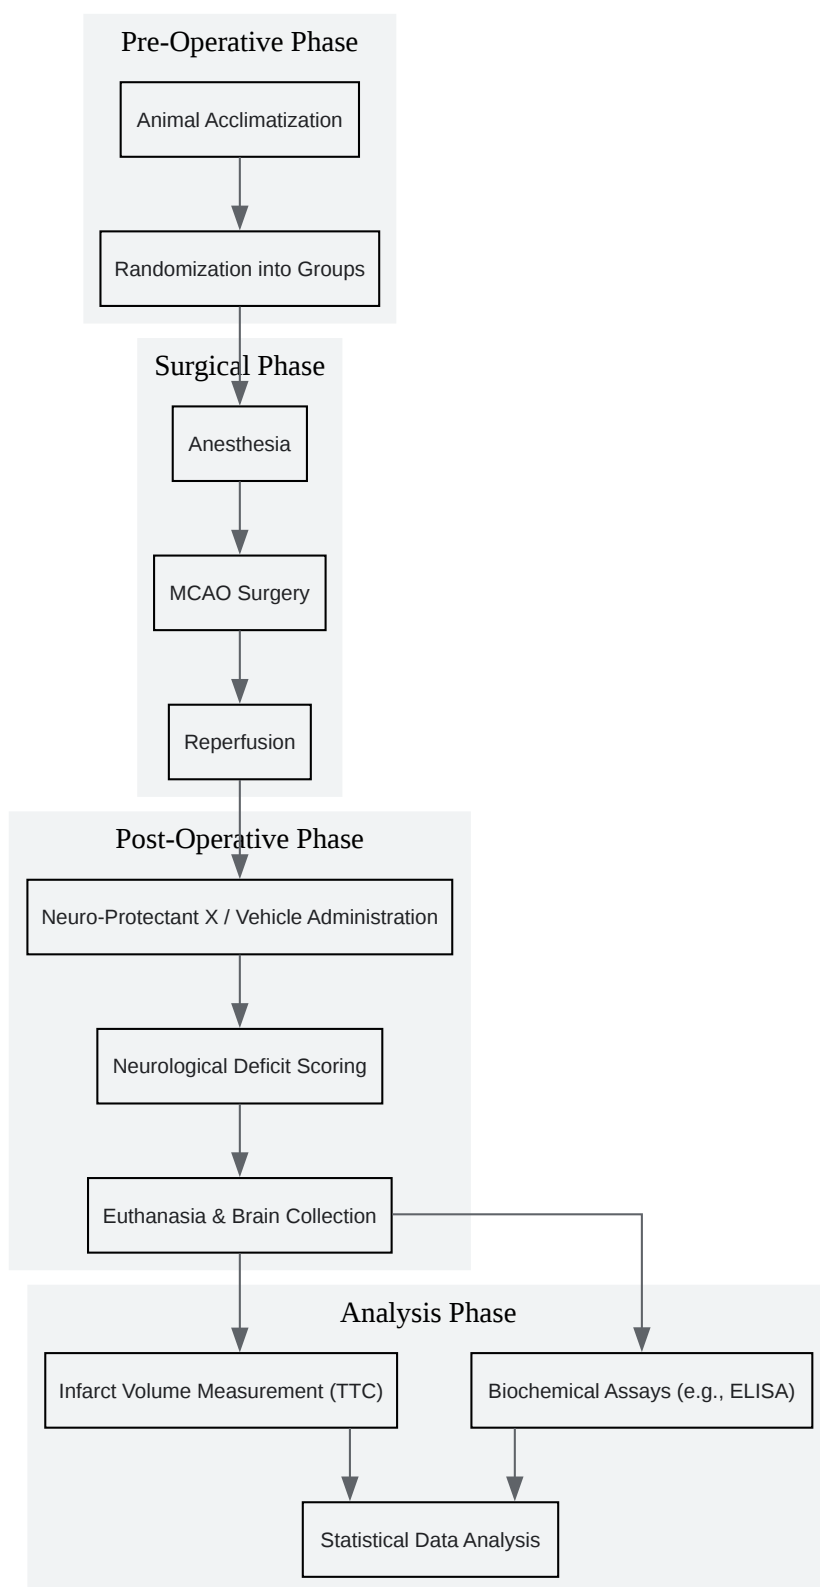 Pre-Operative Phase
Animal Acclimatization
Randomization into Groups
Surgical Phase
Anesthesia
MCAO Surgery
Reperfusion
Post-Operative Phase
Neuro-Protectant X / Vehicle Administration
Neurological Deficit Scoring
Euthanasia & Brain Collection
Analysis Phase
Infarct Volume Measurement (TTC)
Biochemical Assays (e.g., ELISA)
Statistical Data Analysis